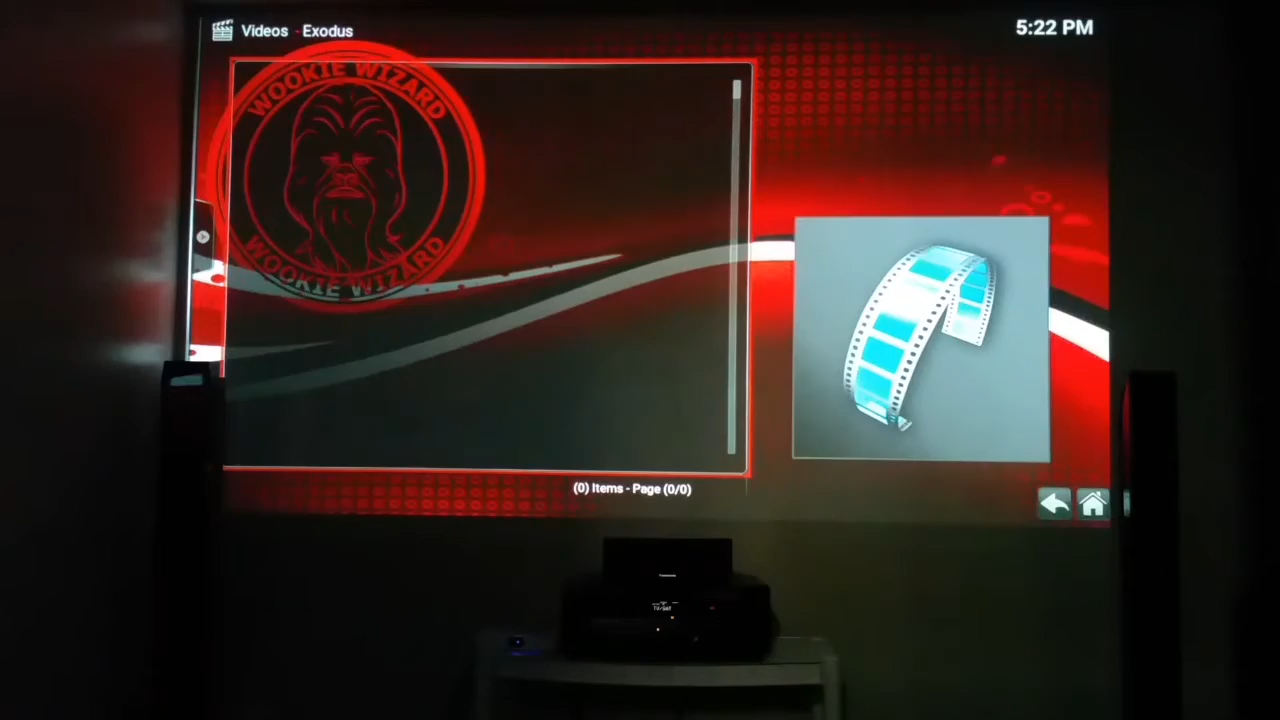 Videos - Exodus
5:22 PM
WOOKIE WIZARD
WOOKIE WIZARD
(0) Items - Page (0/0)